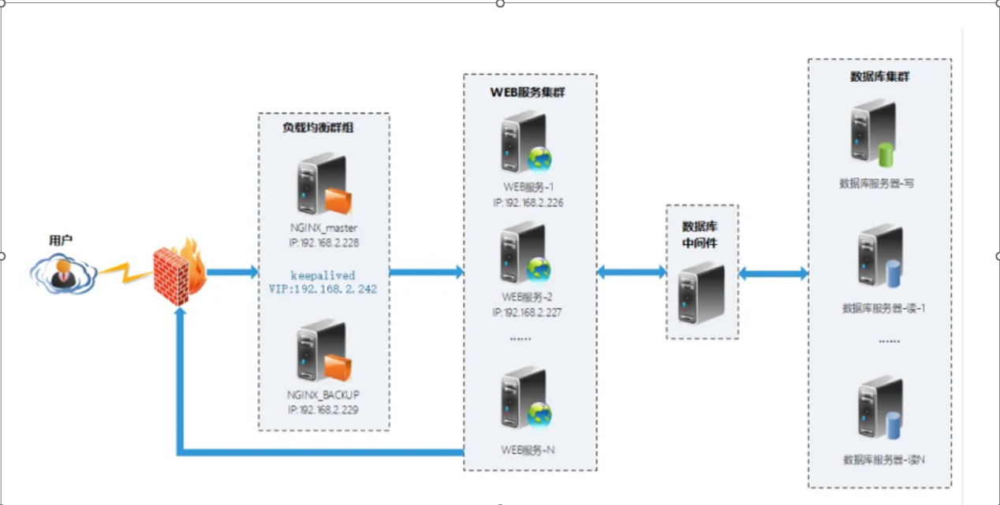 用户
负载均衡群组
NGINX_master
IP:192.168.2.228
keepalived
VIP:192.168.2.242
NGINX_BACKUP
IP:192.168.2.229
WEB服务集群
WEB服务-1
IP:192.168.2.226
WEB服务-2
IP:192.168.2.227
......
WEB服务-N
数据库
中间件
数据库集群
数据库服务器-写
数据库服务器-读-1
......
数据库服务器-读N